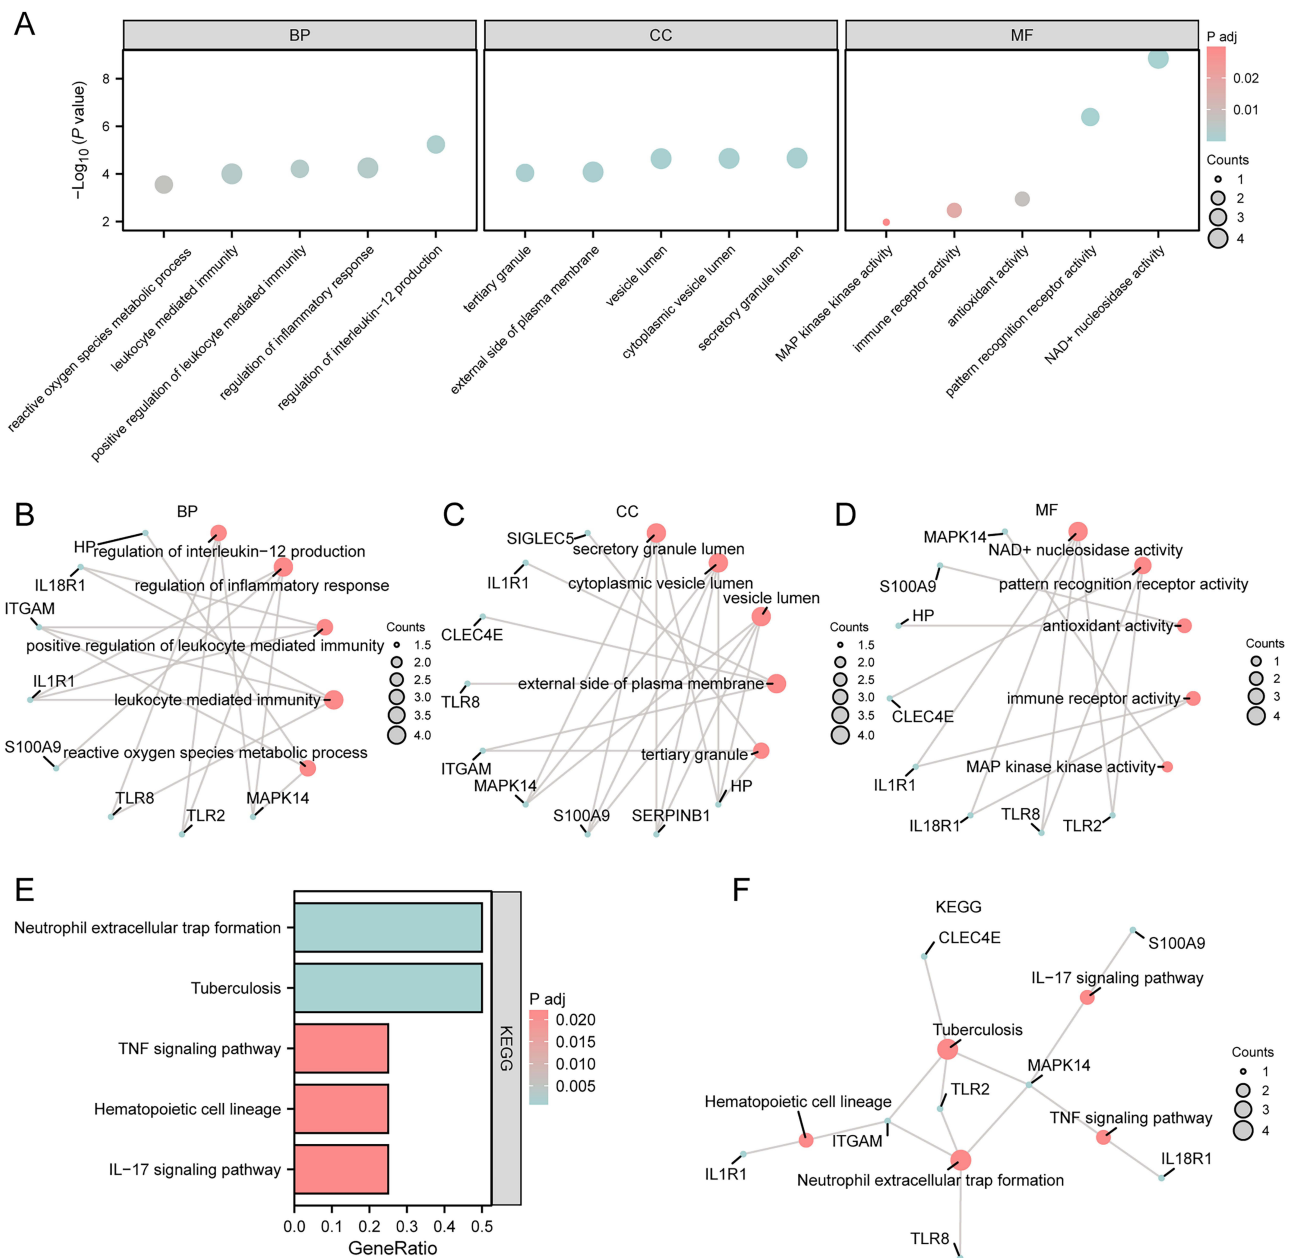 A
BP
CC
MF
−Log10 (P value)
8
6
4
2
reactive oxygen species metabolic process
leukocyte mediated immunity
positive regulation of leukocyte mediated immunity
regulation of inflammatory response
regulation of interleukin−12 production
tertiary granule
external side of plasma membrane
vesicle lumen
cytoplasmic vesicle lumen
secretory granule lumen
MAP kinase activity
immune receptor activity
antioxidant activity
pattern recognition receptor activity
NAD+ nucleosidase activity
P adj
0.02
0.01
Counts
1
2
3
4
B
BP
HP
regulation of interleukin−12 production
IL18R1
regulation of inflammatory response
ITGAM
positive regulation of leukocyte mediated immunity
IL1R1
leukocyte mediated immunity
S100A9
reactive oxygen species metabolic process
TLR8
TLR2
MAPK14
Counts
1.5
2.0
2.5
3.0
3.5
4.0
C
CC
SIGLEC5
secretory granule lumen
IL1R1
cytoplasmic vesicle lumen
vesicle lumen
CLEC4E
external side of plasma membrane
TLR8
tertiary granule
ITGAM
MAPK14
HP
S100A9
SERPINB1
Counts
1.5
2.0
2.5
3.0
3.5
4.0
D
MF
MAPK14
NAD+ nucleosidase activity
S100A9
pattern recognition receptor activity
HP
antioxidant activity
immune receptor activity
CLEC4E
MAP kinase kinase activity
IL1R1
IL18R1
TLR8
TLR2
Counts
1
2
3
4
E
Neutrophil extracellular trap formation
Tuberculosis
TNF signaling pathway
Hematopoietic cell lineage
IL−17 signaling pathway
0.0 0.1 0.2 0.3 0.4 0.5
GeneRatio
KEGG
P adj
0.020
0.015
0.010
0.005
F
KEGG
CLEC4E
S100A9
IL−17 signaling pathway
Tuberculosis
MAPK14
TLR2
Hematopoietic cell lineage
TNF signaling pathway
ITGAM
IL1R1
IL18R1
Neutrophil extracellular trap formation
TLR8
Counts
1
2
3
4